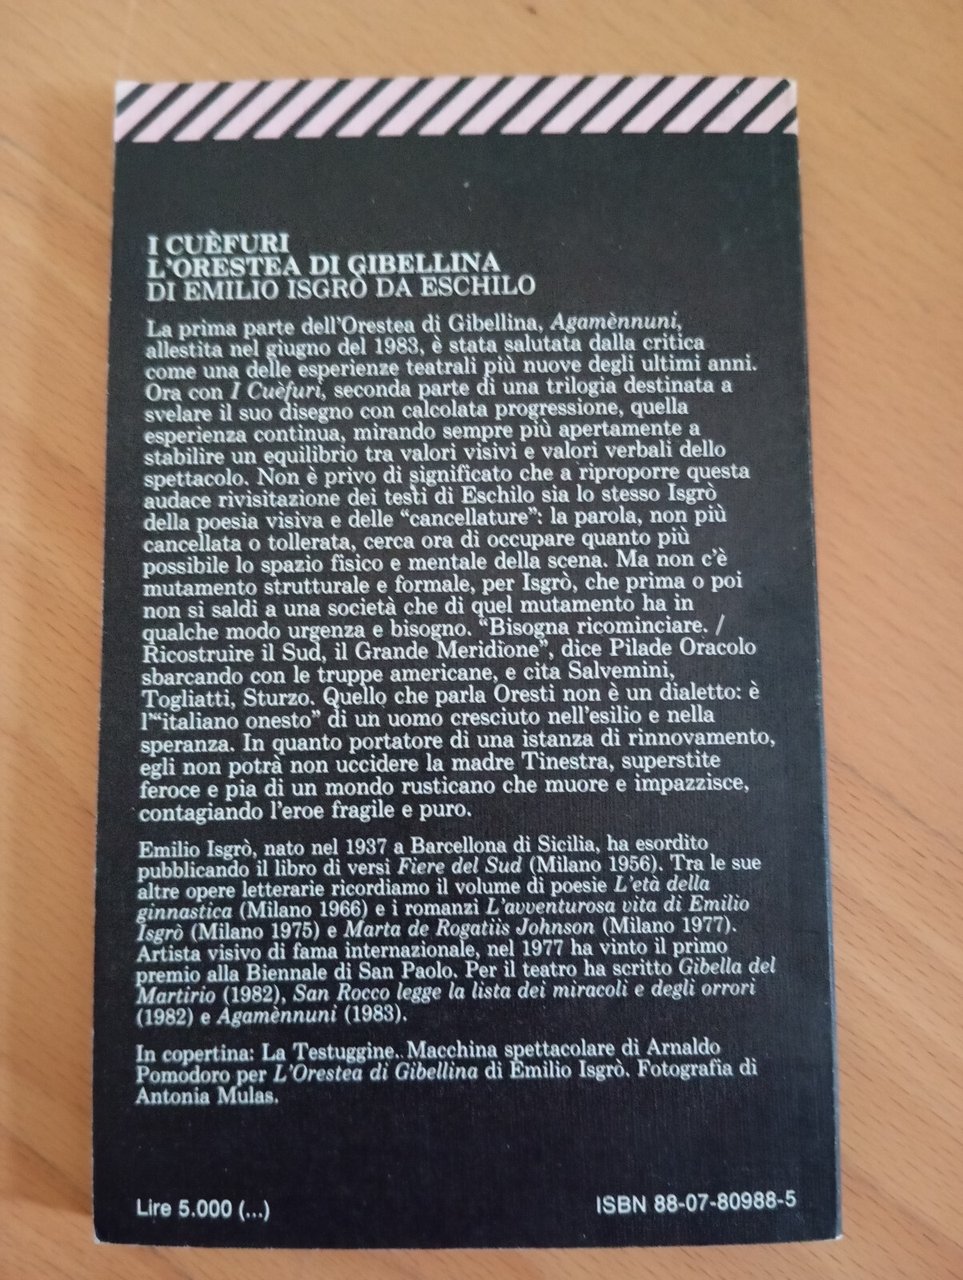 I CUÈFURI
L'ORESTEA DI GIBELLINA
DI EMILIO ISGRÒ DA ESCHILO
La prima parte dell'Orestea di Gibellina, Agamènnuni,
allestita nel giugno del 1983, è stata salutata dalla critica
come una delle esperienze teatrali più nuove degli ultimi anni.
Ora con I Cuèfuri, seconda parte di una trilogia destinata a
svelare il suo disegno con calcolata progressione, quella
esperienza continua, mirando sempre più apertamente a
stabilire un equilibrio tra valori visivi e valori verbali dello
spettacolo. Non è privo di significato che a riproporre questa
audace rivisitazione dei testi di Eschilo sia lo stesso Isgrò
della poesia visiva e delle “cancellature”: la parola, non più
cancellata o tollerata, cerca ora di occupare quanto più
possibile lo spazio fisico e mentale della scena. Ma non c'è
mutamento strutturale e formale, per Isgrò, che prima o poi
non si saldi a una società che di quel mutamento ha in
qualche modo urgenza e bisogno. “Bisogna ricominciare. /
Ricostruire il Sud, il Grande Meridione”, dice Pilade Oracolo
sbarcando con le truppe americane, e cita Salvemini,
Togliatti, Sturzo. Quello che parla Oresti non è un dialetto: è
l'“italiano onesto” di un uomo cresciuto nell'esilio e nella
speranza. In quanto portatore di una istanza di rinnovamento,
egli non potrà non uccidere la madre Tinestra, superstite
feroce e pia di un mondo rusticano che muore e impazzisce,
contagiando l'eroe fragile e puro.
Emilio Isgrò, nato nel 1937 a Barcellona di Sicilia, ha esordito
pubblicando il libro di versi Fiere del Sud (Milano 1956). Tra le sue
altre opere letterarie ricordiamo il volume di poesie L'età della
ginnastica (Milano 1966) e i romanzi L'avventurosa vita di Emilio
Isgrò (Milano 1975) e Marta de Rogatiis Johnson (Milano 1977).
Artista visivo di fama internazionale, nel 1977 ha vinto il primo
premio alla Biennale di San Paolo. Per il teatro ha scritto Gibella del
Martirio (1982), San Rocco legge la lista dei miracoli e degli orrori
(1982) e Agamènnuni (1983).
In copertina: La Testuggine. Macchina spettacolare di Arnaldo
Pomodoro per L'Orestea di Gibellina di Emilio Isgrò. Fotografia di
Antonia Mulas.
Lire 5.000 (...)
ISBN 88-07-80988-5